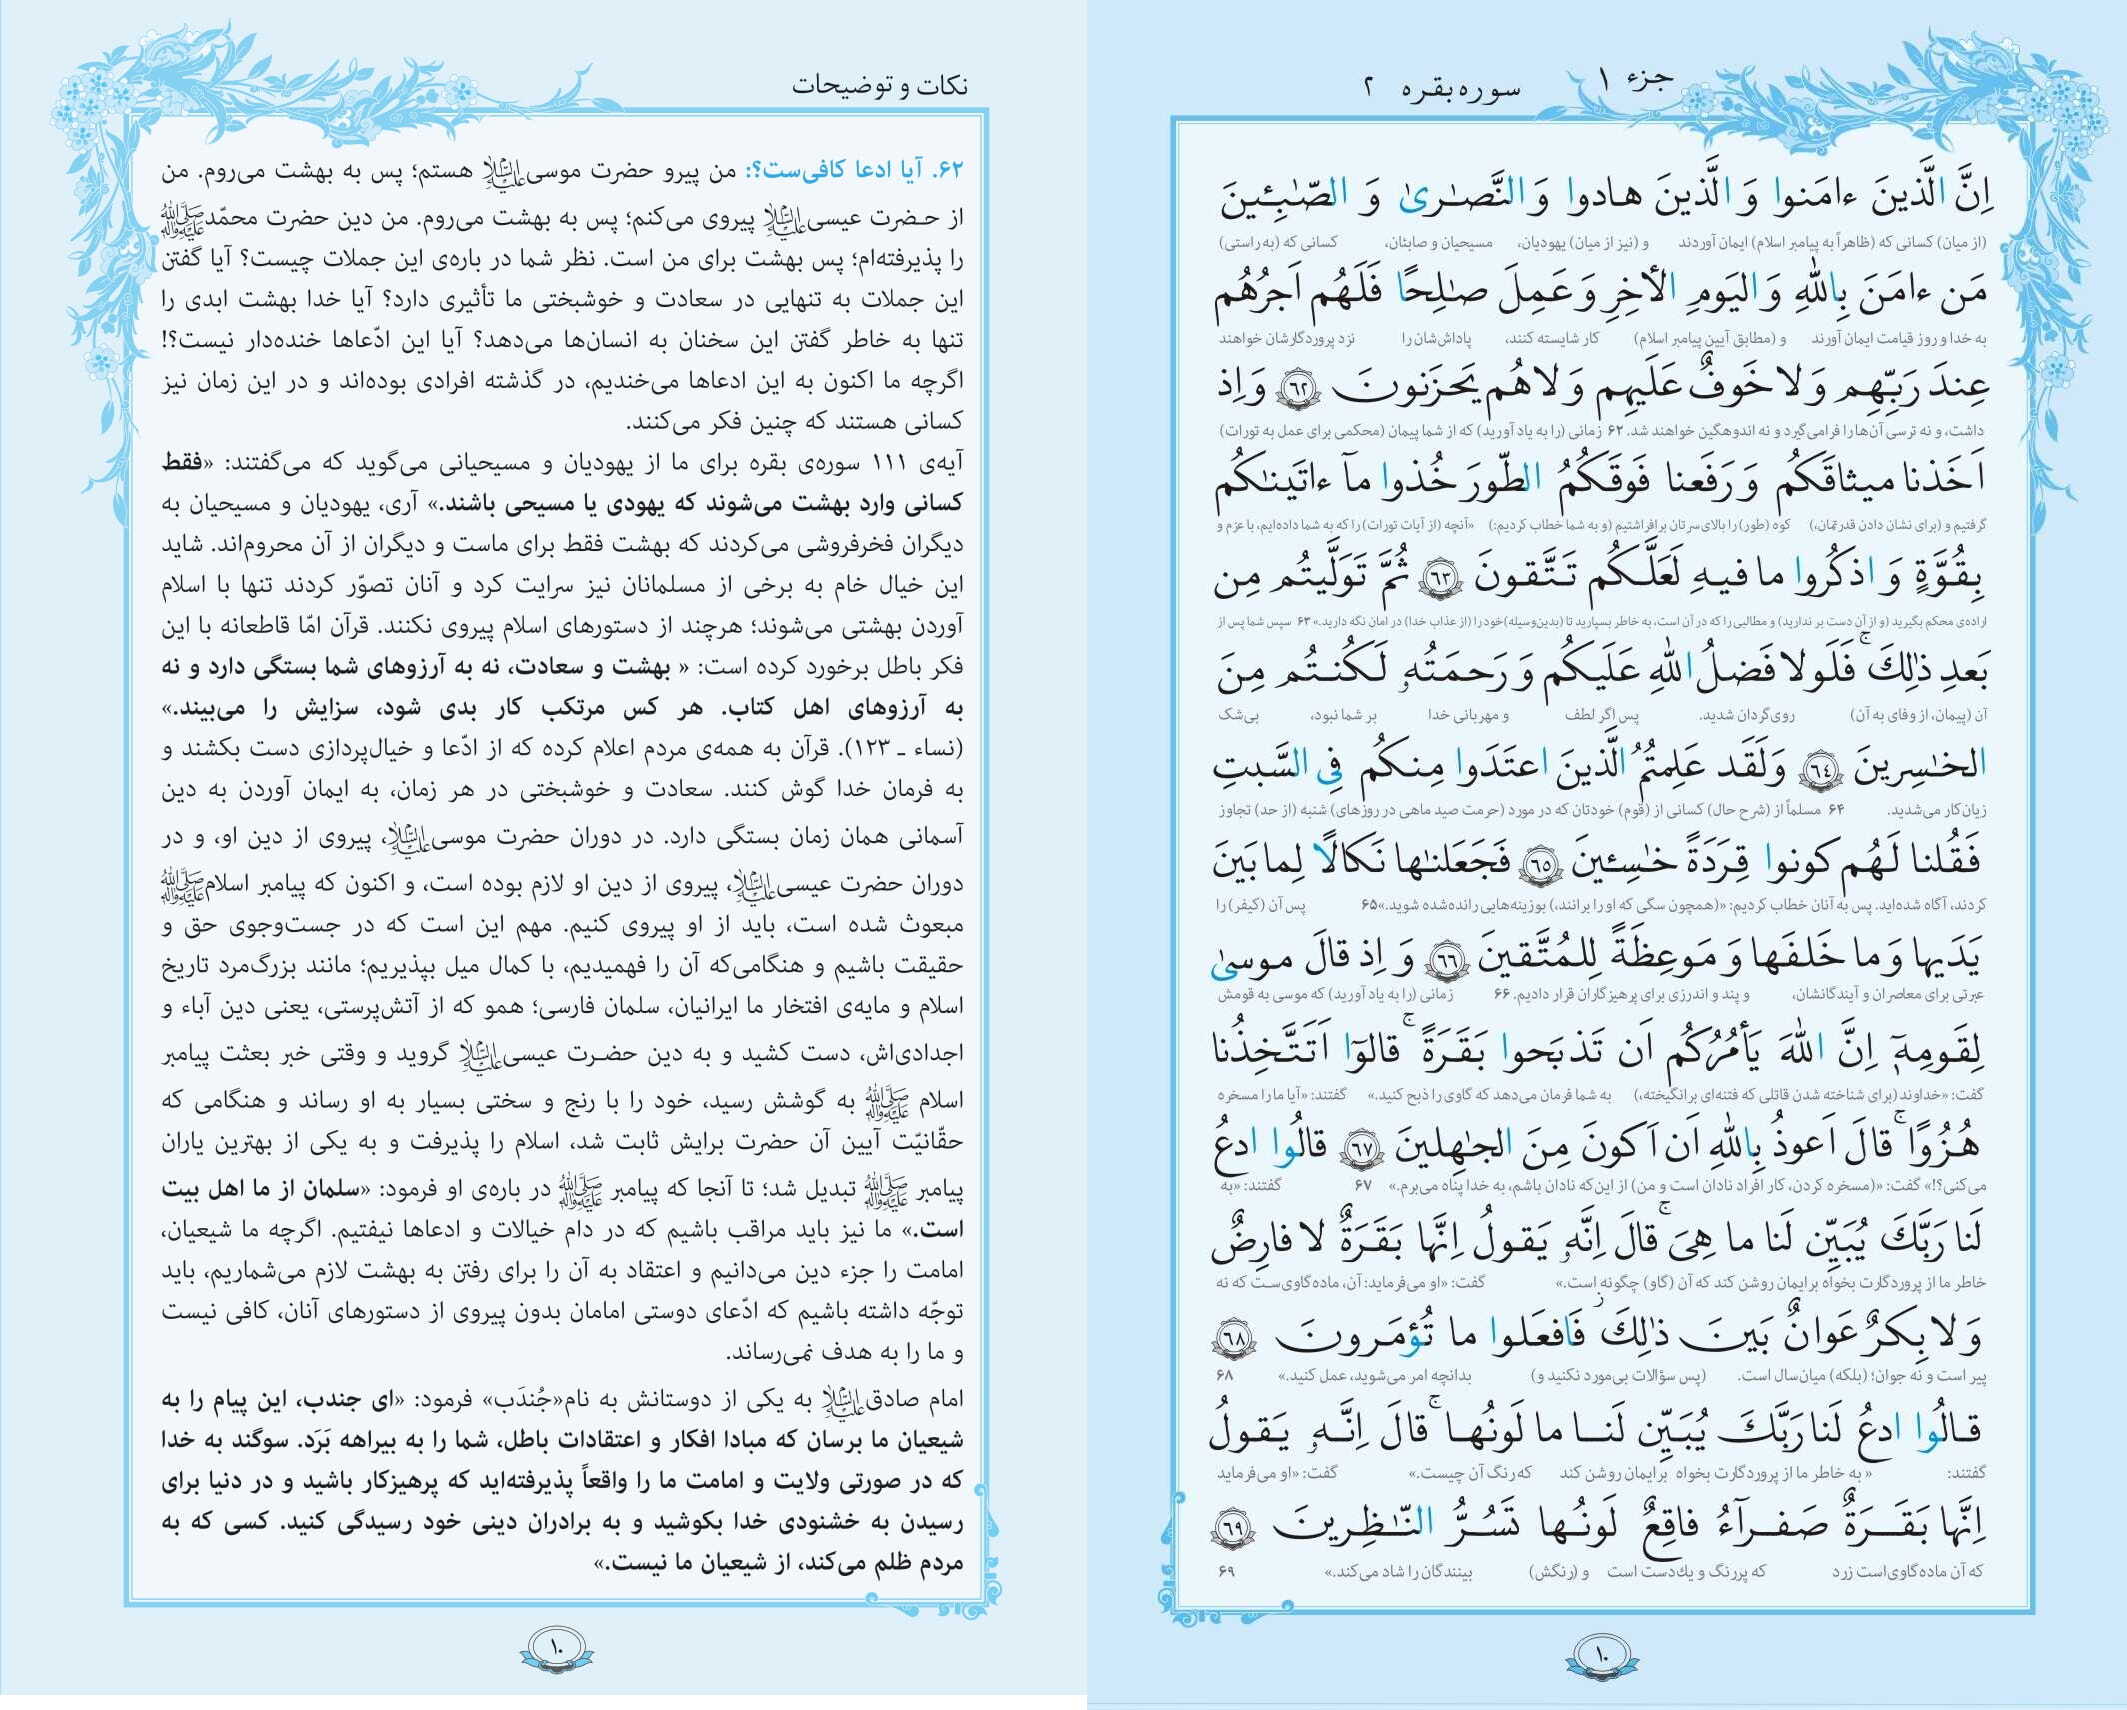 جزء ۱
سوره بقره ۲
اِنَّ الَّذینَ ءامَنوا وَ الَّذینَ هادوا وَ النَّصـٰریٰ وَ الصّـٰبِـٔینَ
(از میان) کسانی که (ظاهراً به پیامبر اسلام) ایمان آوردند و (نیز از میان) یهودیان، مسیحیان و صابئان، کسانی که (به‌راستی)
مَن ءامَنَ بِاللّٰهِ وَ الیَومِ الأخِرِ وَ عَمِلَ صـٰلِحًا فَلَهُم اَجرُهُم
به خدا و روز قیامت ایمان آورند و (مطابق آیین پیامبر اسلام) کار شایسته کنند، پاداش‌شان را نزد پروردگارشان خواهند
عِندَ رَبِّهِم وَ لا خَوفٌ عَلَیهِم وَ لا هُم یَحزَنونَ ﴿٦٢﴾ وَ اِذ
داشت، و نه ترسی آن‌ها را فرامی‌گیرد و نه اندوهگین خواهند شد. ۶۲ زمانی (را به یاد آورید) که از شما پیمان (محکمی برای عمل به تورات)
اَخَذنا میثاقَکُم وَ رَفَعنا فَوقَکُمُ الطّورَ خُذوا مآ ءاتَینـٰکُم
گرفتیم و (برای نشان دادن قدرتمان،) کوه (طور) را بالای سرتان برافراشتیم (و به شما خطاب کردیم:) «آنچه (از آیات تورات) را که به شما داده‌ایم، با عزم و
بِقُوَّةٍ وَ اذکُروا ما فیهِ لَعَلَّکُم تَتَّقونَ ﴿٦٣﴾ ثُمَّ تَوَلَّیتُم مِن
اراده‌ی محکم بگیرید (و از آن دست بر ندارید) و مطالبی را که در آن است، به خاطر بسپارید تا (بدین‌وسیله) خود را (از عذاب خدا) در امان نگه دارید.» ۶۳ سپس شما پس از
بَعدِ ذٰلِکَ ۚ فَلَولا فَضلُ اللّٰهِ عَلَیکُم وَ رَحمَتُهٗ لَکُنتُم مِنَ
آن (پیمان، از وفای به آن) روی‌گردان شدید. پس اگر لطف و مهربانی خدا بر شما نبود، بی‌شک
الخـٰسِرینَ ﴿٦٤﴾ وَ لَقَد عَلِمتُمُ الَّذینَ اعتَدَوا مِنکُم فِی السَّبتِ
زیان‌کار می‌شدید. ۶۴ مسلماً از (شرح حال) کسانی از (قوم) خودتان که در مورد (حرمت صید ماهی در روزهای) شنبه (از حد) تجاوز
فَقُلنا لَهُم کونوا قِرَدَةً خـٰسِـٔینَ ﴿٦٥﴾ فَجَعَلنـٰها نَکالًا لِما بَینَ
کردند، آگاه شده‌اید. پس به آنان خطاب کردیم: «(همچون سگی که او را برانند،) بوزینه‌هایی رانده‌شده شوید.»۶۵ پس آن (کیفر) را
یَدَیها وَ ما خَلفَها وَ مَوعِظَةً لِلمُتَّقینَ ﴿٦٦﴾ وَ اِذ قالَ موسیٰ
عبرتی برای معاصران و آیندگانشان، و پند و اندرزی برای پرهیزگاران قرار دادیم. ۶۶ زمانی (را به یاد آورید) که موسی به قومش
لِقَومِهٖٓ اِنَّ اللّٰهَ یَأمُرُکُم اَن تَذبَحوا بَقَرَةً ۚ قالوٓا اَتَتَّخِذُنا
گفت: «خداوند (برای شناخته شدن قاتلی که فتنه‌ای برانگیخته،) به شما فرمان می‌دهد که گاوی را ذبح کنید.» گفتند: «آیا ما را مسخره
هُزُوًا ۚ قالَ اَعوذُ بِاللّٰهِ اَن اَکونَ مِنَ الجـٰهِلینَ ﴿٦٧﴾ قالُوا ادعُ
می‌کنی؟!» گفت: «(مسخره کردن، کار افراد نادان است و من) از این‌که نادان باشم، به خدا پناه می‌برم.» ۶۷ گفتند: «به
لَنا رَبَّکَ یُبَیِّن لَنا ما هِیَ ۚ قالَ اِنَّهٗ یَقولُ اِنَّها بَقَرَةٌ لا فارِضٌ
خاطر ما از پروردگارت بخواه برایمان روشن کند که آن (گاو) چگونه است.» گفت: «او می‌فرماید: آن، ماده‌گاوی‌ست که نه
وَ لا بِکرٌ عَوانٌ بَینَ ذٰلِکَ ۖ فَافعَلوا ما تُؤمَرونَ ﴿٦٨﴾
پیر است و نه جوان؛ (بلکه) میان‌سال است. (پس سؤالات بی‌مورد نکنید و) بدانچه امر می‌شوید، عمل کنید.» ۶۸
قالُوا ادعُ لَنا رَبَّکَ یُبَیِّن لَنا ما لَونُها ۚ قالَ اِنَّهٗ یَقولُ
گفتند: «به خاطر ما از پروردگارت بخواه برایمان روشن کند که رنگ آن چیست.» گفت: «او می‌فرماید
اِنَّها بَقَرَةٌ صَفرآءُ فاقِعٌ لَونُها تَسُرُّ النّـٰظِرینَ ﴿٦٩﴾
که آن ماده‌گاوی است زرد که پررنگ و یك‌دست است و (رنگش) بینندگان را شاد می‌کند.» ۶۹
۱۰
نکات و توضیحات
۶۲. آیا ادعا کافی‌ست؟: من پیرو حضرت موسی علیه‌السلام هستم؛ پس به بهشت می‌روم. من
از حضرت عیسی علیه‌السلام پیروی می‌کنم؛ پس به بهشت می‌روم. من دین حضرت محمّد صلی‌الله‌علیه‌وآله
را پذیرفته‌ام؛ پس بهشت برای من است. نظر شما در باره‌ی این جملات چیست؟ آیا گفتن
این جملات به تنهایی در سعادت و خوشبختی ما تأثیری دارد؟ آیا خدا بهشت ابدی را
تنها به خاطر گفتن این سخنان به انسان‌ها می‌دهد؟ آیا این ادّعاها خنده‌دار نیست؟!
اگرچه ما اکنون به این ادعاها می‌خندیم، در گذشته افرادی بوده‌اند و در این زمان نیز
کسانی هستند که چنین فکر می‌کنند.
آیه‌ی ۱۱۱ سوره‌ی بقره برای ما از یهودیان و مسیحیانی می‌گوید که می‌گفتند: «فقط
کسانی وارد بهشت می‌شوند که یهودی یا مسیحی باشند.» آری، یهودیان و مسیحیان به
دیگران فخرفروشی می‌کردند که بهشت فقط برای ماست و دیگران از آن محروم‌اند. شاید
این خیال خام به برخی از مسلمانان نیز سرایت کرد و آنان تصوّر کردند تنها با اسلام
آوردن بهشتی می‌شوند؛ هرچند از دستورهای اسلام پیروی نکنند. قرآن امّا قاطعانه با این
فکر باطل برخورد کرده است: « بهشت و سعادت، نه به آرزوهای شما بستگی دارد و نه
به آرزوهای اهل کتاب. هر کس مرتکب کار بدی شود، سزایش را می‌بیند.»
(نساء ـ ۱۲۳). قرآن به همه‌ی مردم اعلام کرده که از ادّعا و خیال‌پردازی دست بکشند و
به فرمان خدا گوش کنند. سعادت و خوشبختی در هر زمان، به ایمان آوردن به دین
آسمانی همان زمان بستگی دارد. در دوران حضرت موسی علیه‌السلام، پیروی از دین او، و در
دوران حضرت عیسی علیه‌السلام، پیروی از دین او لازم بوده است، و اکنون که پیامبر اسلام صلی‌الله‌علیه‌وآله
مبعوث شده است، باید از او پیروی کنیم. مهم این است که در جست‌وجوی حق و
حقیقت باشیم و هنگامی‌که آن را فهمیدیم، با کمال میل بپذیریم؛ مانند بزرگ‌مرد تاریخ
اسلام و مایه‌ی افتخار ما ایرانیان، سلمان فارسی؛ همو که از آتش‌پرستی، یعنی دین آباء و
اجدادی‌اش، دست کشید و به دین حضرت عیسی علیه‌السلام گروید و وقتی خبر بعثت پیامبر
اسلام صلی‌الله‌علیه‌وآله به گوشش رسید، خود را با رنج و سختی بسیار به او رساند و هنگامی که
حقّانیّت آیین آن حضرت برایش ثابت شد، اسلام را پذیرفت و به یکی از بهترین یاران
پیامبر صلی‌الله‌علیه‌وآله تبدیل شد؛ تا آنجا که پیامبر صلی‌الله‌علیه‌وآله در باره‌ی او فرمود: «سلمان از ما اهل بیت
است.» ما نیز باید مراقب باشیم که در دام خیالات و ادعاها نیفتیم. اگرچه ما شیعیان،
امامت را جزء دین می‌دانیم و اعتقاد به آن را برای رفتن به بهشت لازم می‌شماریم، باید
توجّه داشته باشیم که ادّعای دوستی امامان بدون پیروی از دستورهای آنان، کافی نیست
و ما را به هدف نمی‌رساند.
امام صادق علیه‌السلام به یکی از دوستانش به نام«جُندَب» فرمود: «ای جندب، این پیام را به
شیعیان ما برسان که مبادا افکار و اعتقادات باطل، شما را به بیراهه بَرَد. سوگند به خدا
که در صورتی ولایت و امامت ما را واقعاً پذیرفته‌اید که پرهیزکار باشید و در دنیا برای
رسیدن به خشنودی خدا بکوشید و به برادران دینی خود رسیدگی کنید. کسی که به
مردم ظلم می‌کند، از شیعیان ما نیست.»
۱۰